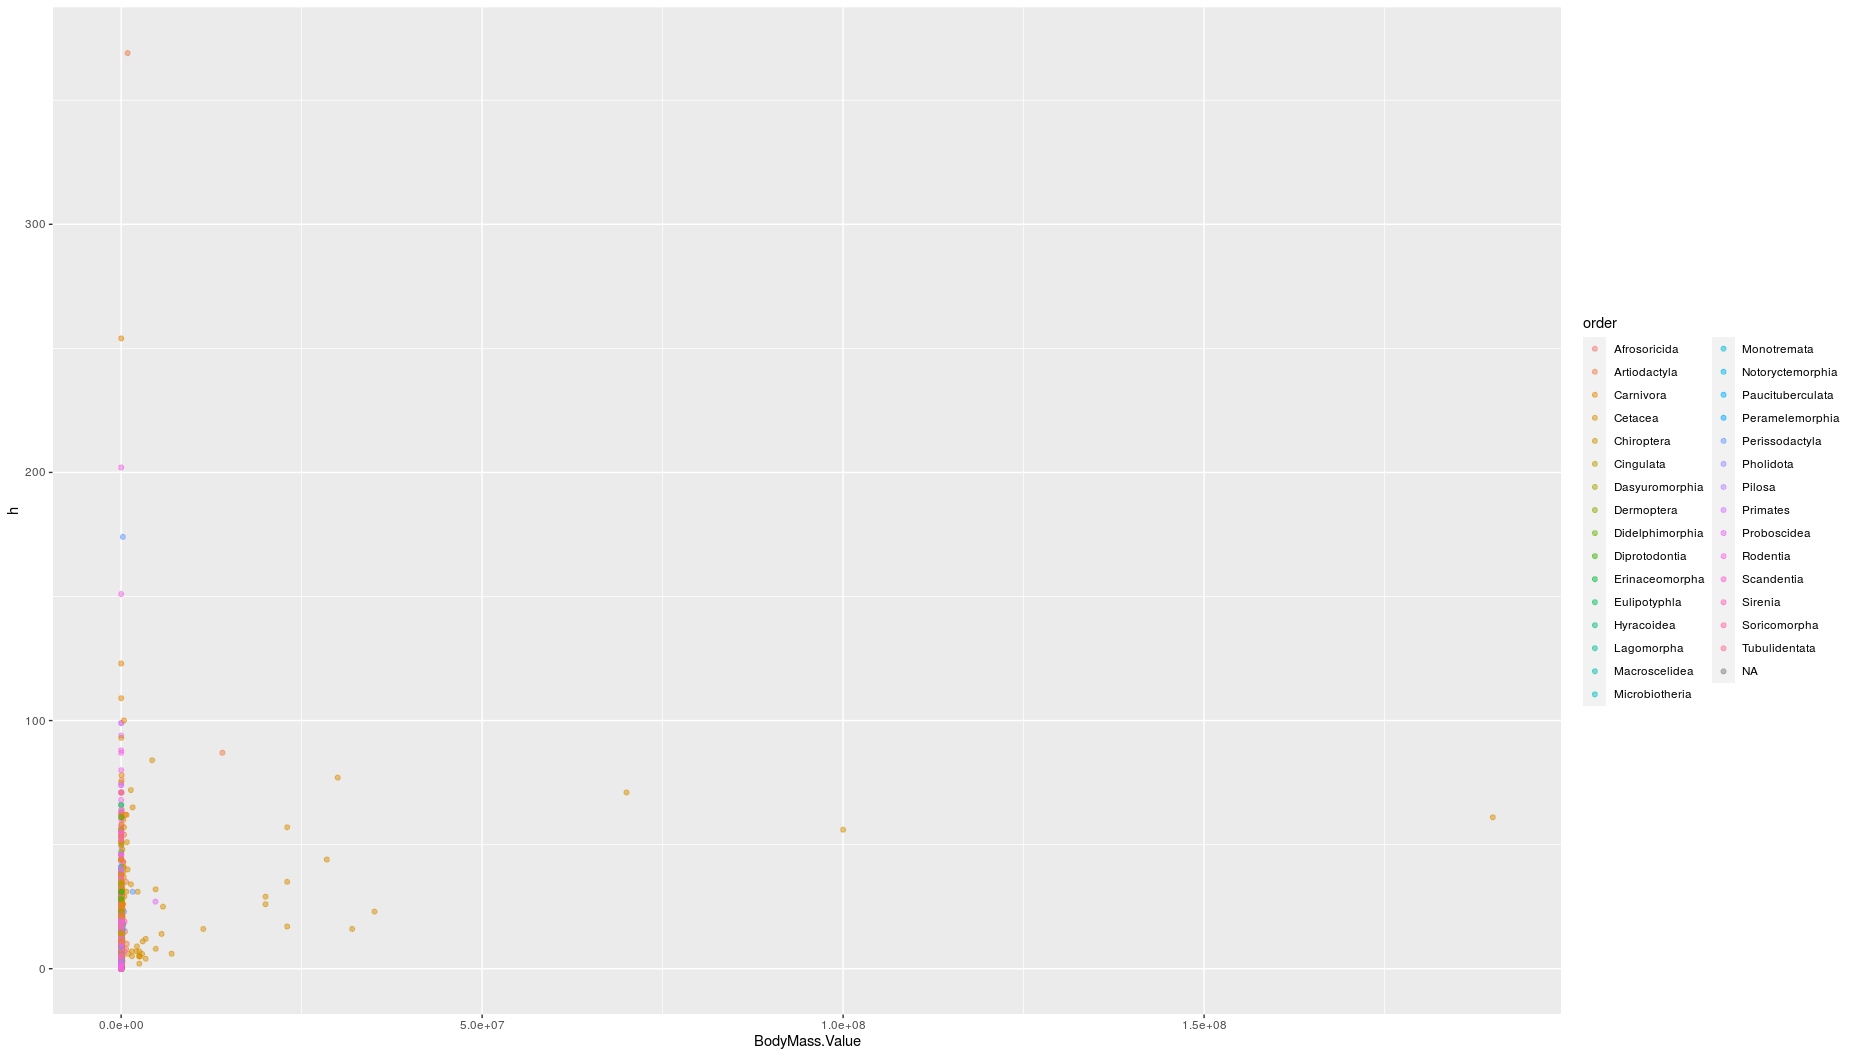 300
200
100
0
h
0.0e+00
5.0e+07
1.0e+08
1.5e+08
BodyMass.Value
order
Afrosoricida
Artiodactyla
Carnivora
Cetacea
Chiroptera
Cingulata
Dasyuromorphia
Dermoptera
Didelphimorphia
Diprotodontia
Erinaceomorpha
Eulipotyphla
Hyracoidea
Lagomorpha
Macroscelidea
Microbiotheria
Monotremata
Notoryctemorphia
Paucituberculata
Peramelemorphia
Perissodactyla
Pholidota
Pilosa
Primates
Proboscidea
Rodentia
Scandentia
Sirenia
Soricomorpha
Tubulidentata
NA